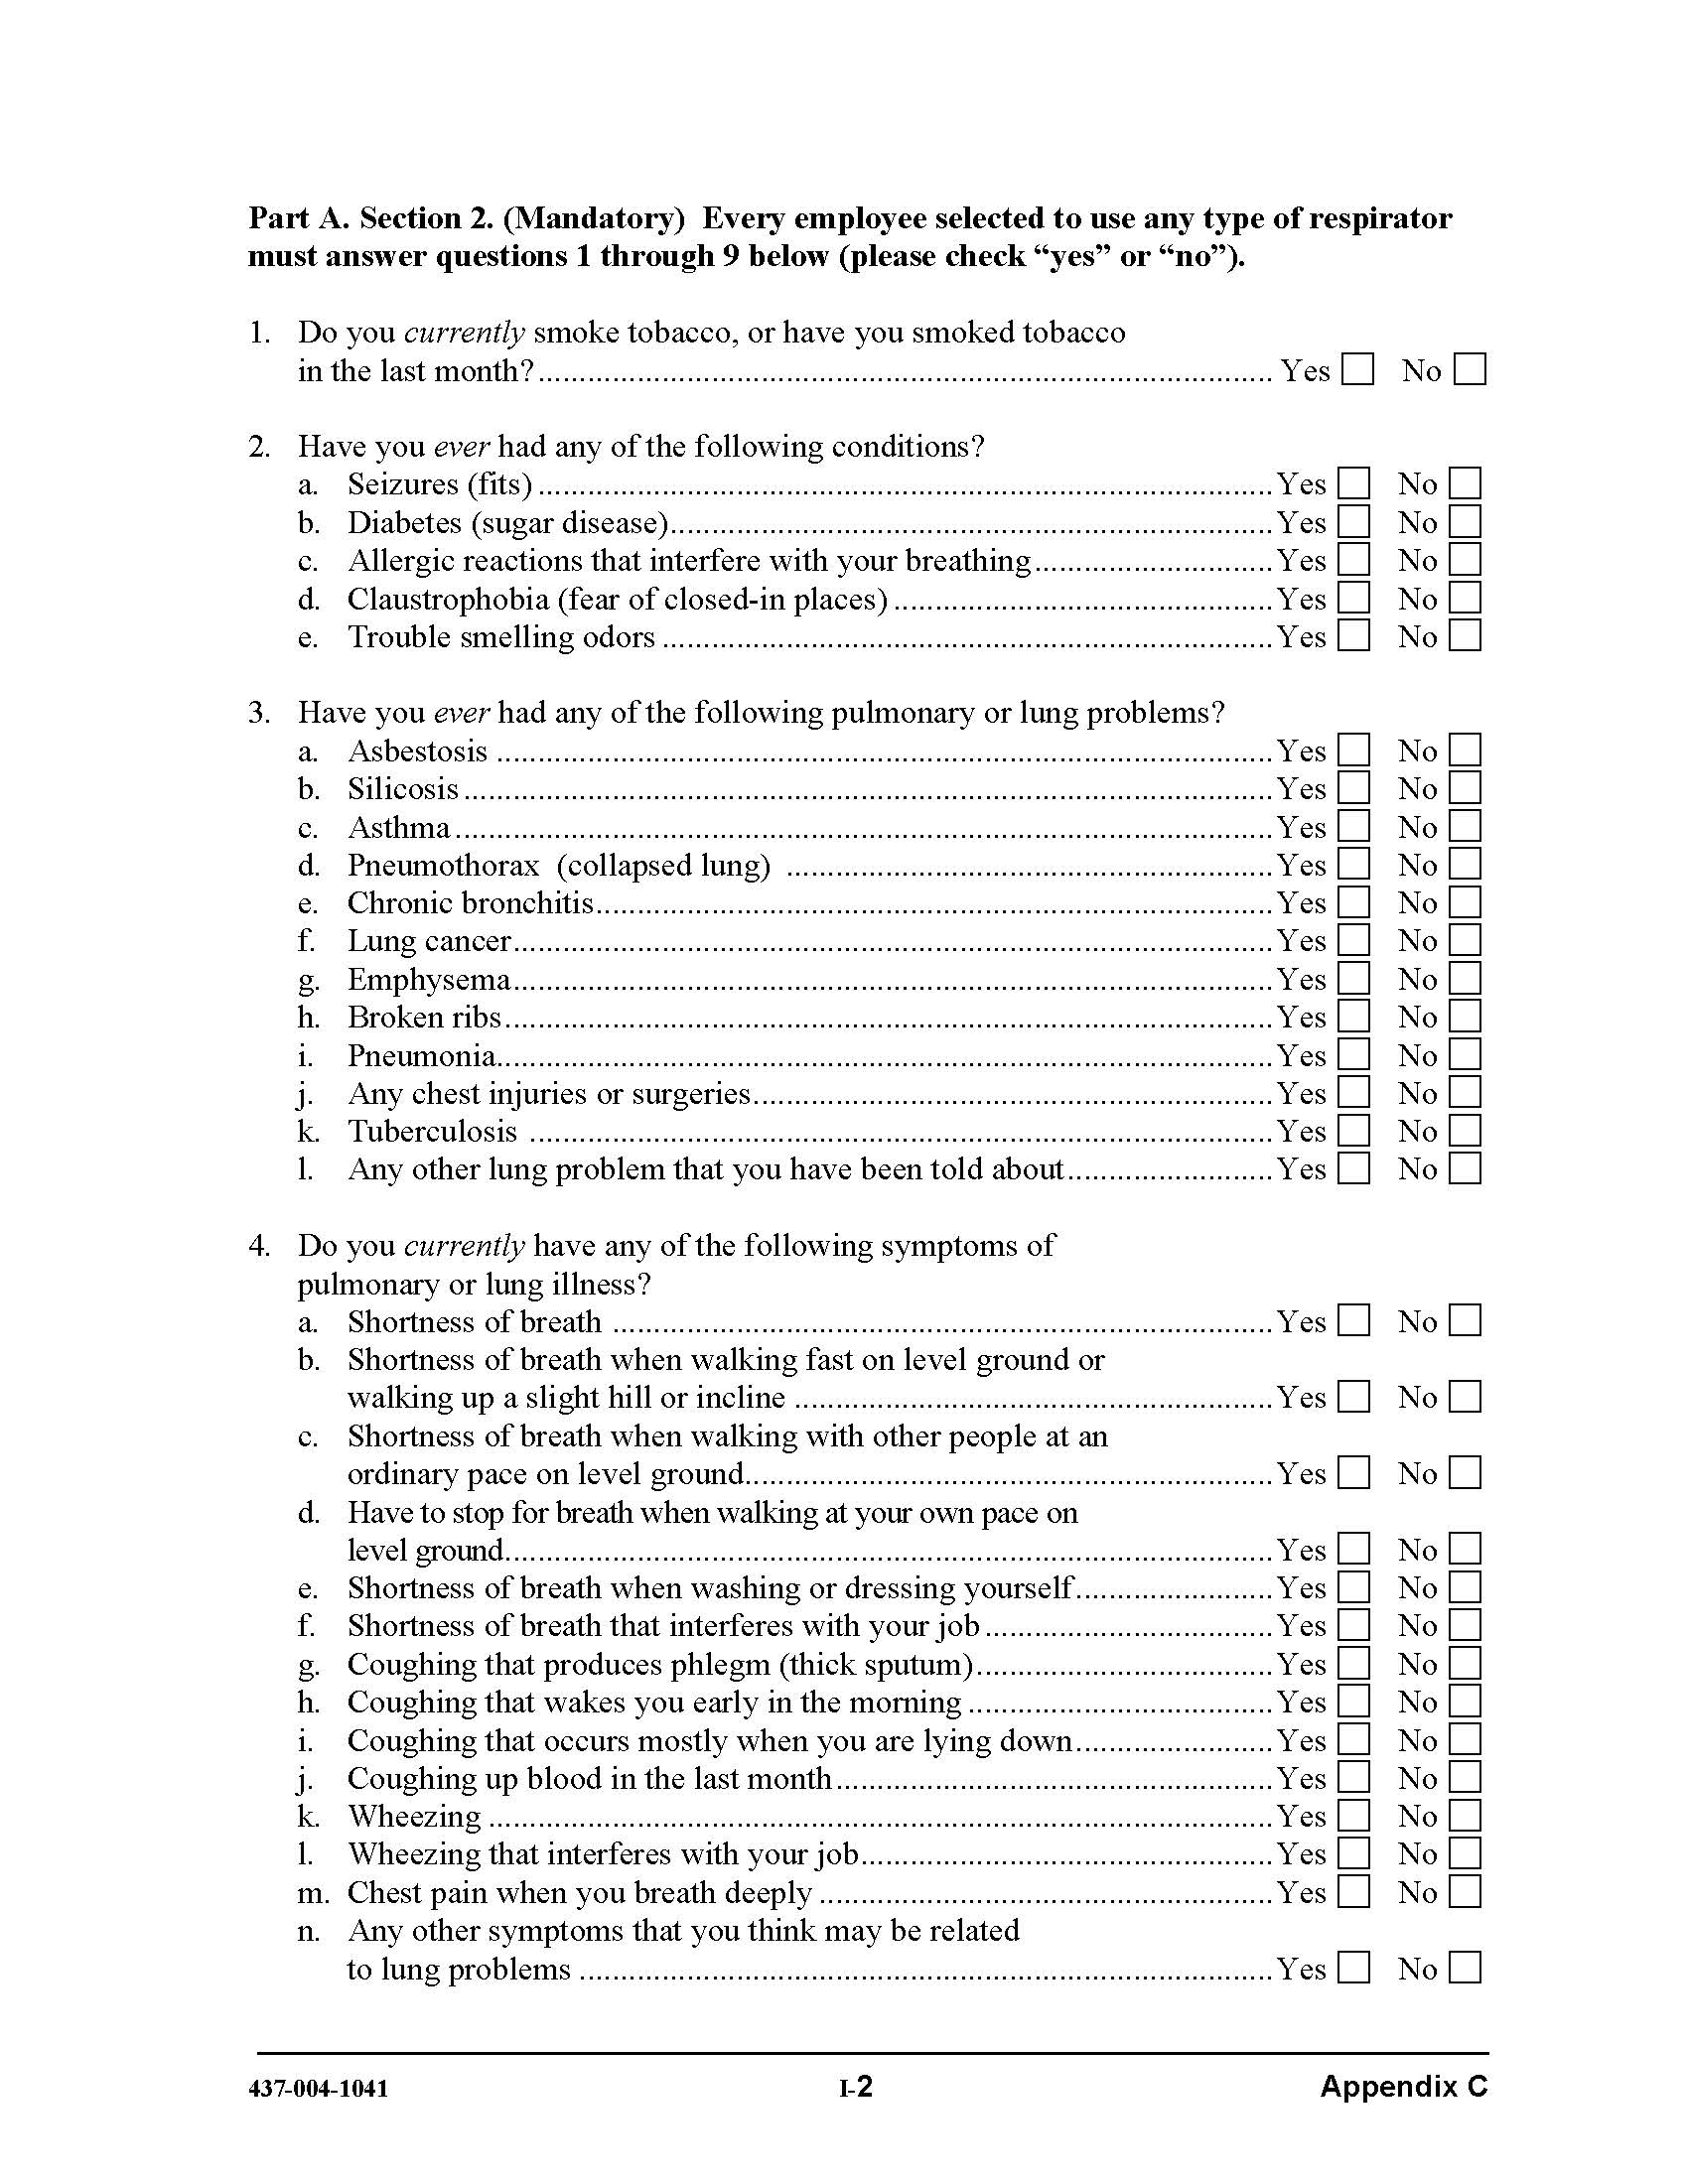 Part A. Section 2. (Mandatory)  Every employee selected to use any type of respirator
must answer questions 1 through 9 below (please check “yes” or “no”).
1. Do you currently smoke tobacco, or have you smoked tobacco
in the last month?........ Yes ☐ No ☐
2. Have you ever had any of the following conditions?
a. Seizures (fits)........ Yes ☐ No ☐
b. Diabetes (sugar disease)........ Yes ☐ No ☐
c. Allergic reactions that interfere with your breathing........ Yes ☐ No ☐
d. Claustrophobia (fear of closed-in places)........ Yes ☐ No ☐
e. Trouble smelling odors ........ Yes ☐ No ☐
3. Have you ever had any of the following pulmonary or lung problems?
a. Asbestosis ........ Yes ☐ No ☐
b. Silicosis........ Yes ☐ No ☐
c. Asthma........ Yes ☐ No ☐
d. Pneumothorax  (collapsed lung) ........ Yes ☐ No ☐
e. Chronic bronchitis........ Yes ☐ No ☐
f. Lung cancer........ Yes ☐ No ☐
g. Emphysema........ Yes ☐ No ☐
h. Broken ribs........ Yes ☐ No ☐
i. Pneumonia........ Yes ☐ No ☐
j. Any chest injuries or surgeries........ Yes ☐ No ☐
k. Tuberculosis ........ Yes ☐ No ☐
l. Any other lung problem that you have been told about........ Yes ☐ No ☐
4. Do you currently have any of the following symptoms of
pulmonary or lung illness?
a. Shortness of breath ........ Yes ☐ No ☐
b. Shortness of breath when walking fast on level ground or
walking up a slight hill or incline ........ Yes ☐ No ☐
c. Shortness of breath when walking with other people at an
ordinary pace on level ground........ Yes ☐ No ☐
d. Have to stop for breath when walking at your own pace on
level ground........ Yes ☐ No ☐
e. Shortness of breath when washing or dressing yourself........ Yes ☐ No ☐
f. Shortness of breath that interferes with your job ........ Yes ☐ No ☐
g. Coughing that produces phlegm (thick sputum)........ Yes ☐ No ☐
h. Coughing that wakes you early in the morning ........ Yes ☐ No ☐
i. Coughing that occurs mostly when you are lying down........ Yes ☐ No ☐
j. Coughing up blood in the last month........ Yes ☐ No ☐
k. Wheezing ........ Yes ☐ No ☐
l. Wheezing that interferes with your job........ Yes ☐ No ☐
m. Chest pain when you breath deeply ........ Yes ☐ No ☐
n. Any other symptoms that you think may be related
to lung problems ........ Yes ☐ No ☐
437-004-1041 I-2 Appendix C